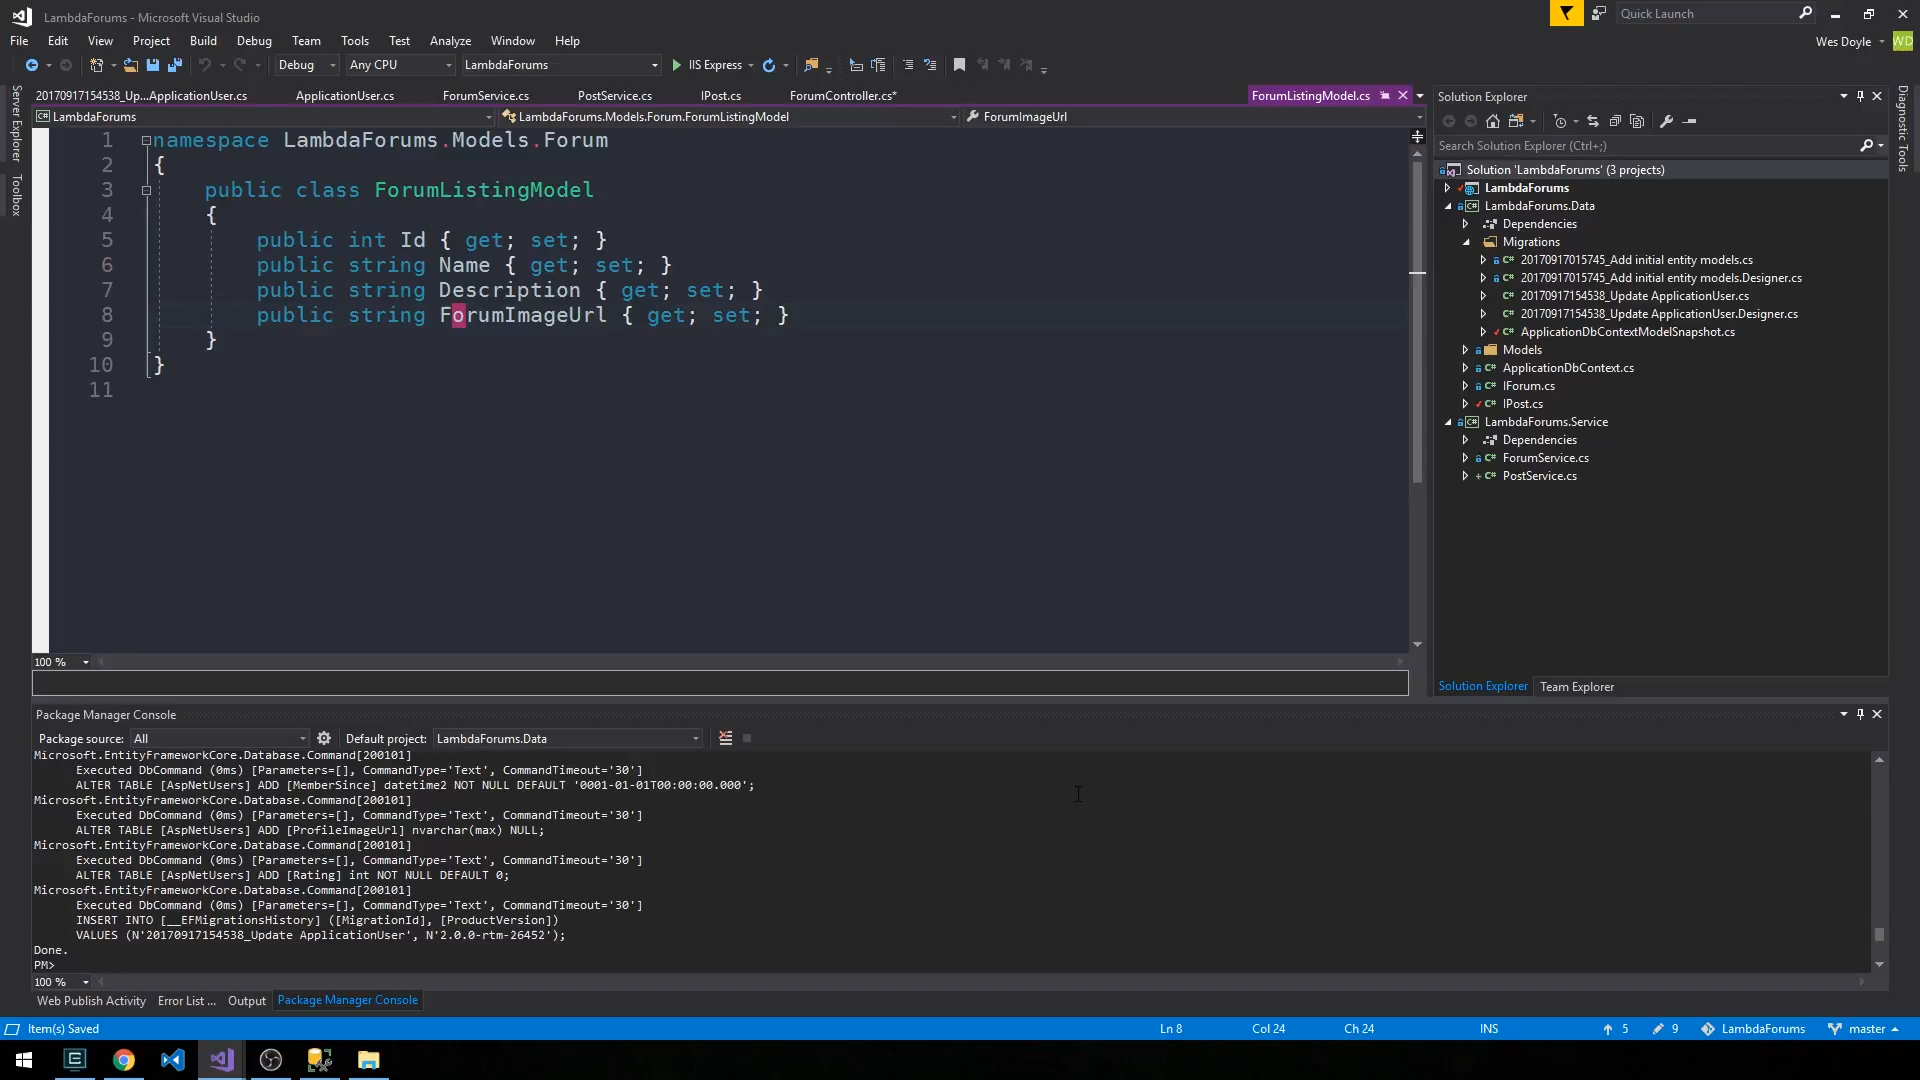 LambdaForums - Microsoft Visual Studio
Quick Launch
File Edit View Project Build Debug Team Tools Test Analyze Window Help
Wes Doyle WD
Debug Any CPU LambdaForums IIS Express
Server Explorer
Toolbox
20170917154538_Up...ApplicationUser.cs ApplicationUser.cs ForumService.cs PostService.cs IPost.cs ForumController.cs* ForumListingModel.cs
LambdaForums LambdaForums.Models.Forum.ForumListingModel ForumImageUrl
1 namespace LambdaForums.Models.Forum
2 {
3 public class ForumListingModel
4 {
5 public int Id { get; set; }
6 public string Name { get; set; }
7 public string Description { get; set; }
8 public string ForumImageUrl { get; set; }
9 }
10 }
11
100 %
Solution Explorer
Search Solution Explorer (Ctrl+;)
Solution 'LambdaForums' (3 projects)
LambdaForums
LambdaForums.Data
Dependencies
Migrations
20170917015745_Add initial entity models.cs
20170917015745_Add initial entity models.Designer.cs
20170917154538_Update ApplicationUser.cs
20170917154538_Update ApplicationUser.Designer.cs
ApplicationDbContextModelSnapshot.cs
Models
ApplicationDbContext.cs
IForum.cs
IPost.cs
LambdaForums.Service
Dependencies
ForumService.cs
PostService.cs
Solution Explorer Team Explorer
Diagnostic Tools
Package Manager Console
Package source: All Default project: LambdaForums.Data
Microsoft.EntityFrameworkCore.Database.Command[200101]
Executed DbCommand (0ms) [Parameters=[], CommandType='Text', CommandTimeout='30']
ALTER TABLE [AspNetUsers] ADD [MemberSince] datetime2 NOT NULL DEFAULT '0001-01-01T00:00:00.000';
Microsoft.EntityFrameworkCore.Database.Command[200101]
Executed DbCommand (0ms) [Parameters=[], CommandType='Text', CommandTimeout='30']
ALTER TABLE [AspNetUsers] ADD [ProfileImageUrl] nvarchar(max) NULL;
Microsoft.EntityFrameworkCore.Database.Command[200101]
Executed DbCommand (0ms) [Parameters=[], CommandType='Text', CommandTimeout='30']
ALTER TABLE [AspNetUsers] ADD [Rating] int NOT NULL DEFAULT 0;
Microsoft.EntityFrameworkCore.Database.Command[200101]
Executed DbCommand (0ms) [Parameters=[], CommandType='Text', CommandTimeout='30']
INSERT INTO [__EFMigrationsHistory] ([MigrationId], [ProductVersion])
VALUES (N'20170917154538_Update ApplicationUser', N'2.0.0-rtm-26452');
Done.
PM>
100 %
Web Publish Activity Error List ... Output Package Manager Console
Item(s) Saved Ln 8 Col 24 Ch 24 INS 5 9 LambdaForums master